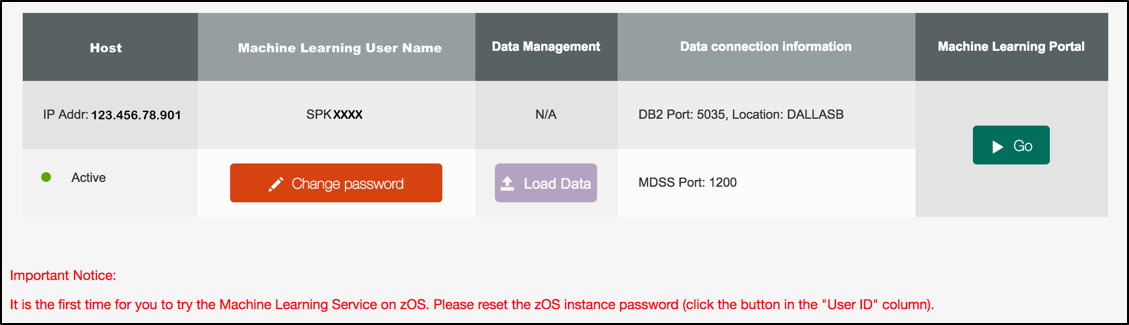 Host Machine Learning User Name Data Management Data connection information Machine Learning Portal
IP Addr: 123.456.78.901 SPKXXXX N/A DB2 Port: 5035, Location: DALLASB
Go
Active Change password Load Data MDSS Port: 1200
Important Notice:
It is the first time for you to try the Machine Learning Service on zOS. Please reset the zOS instance password (click the button in the "User ID" column).